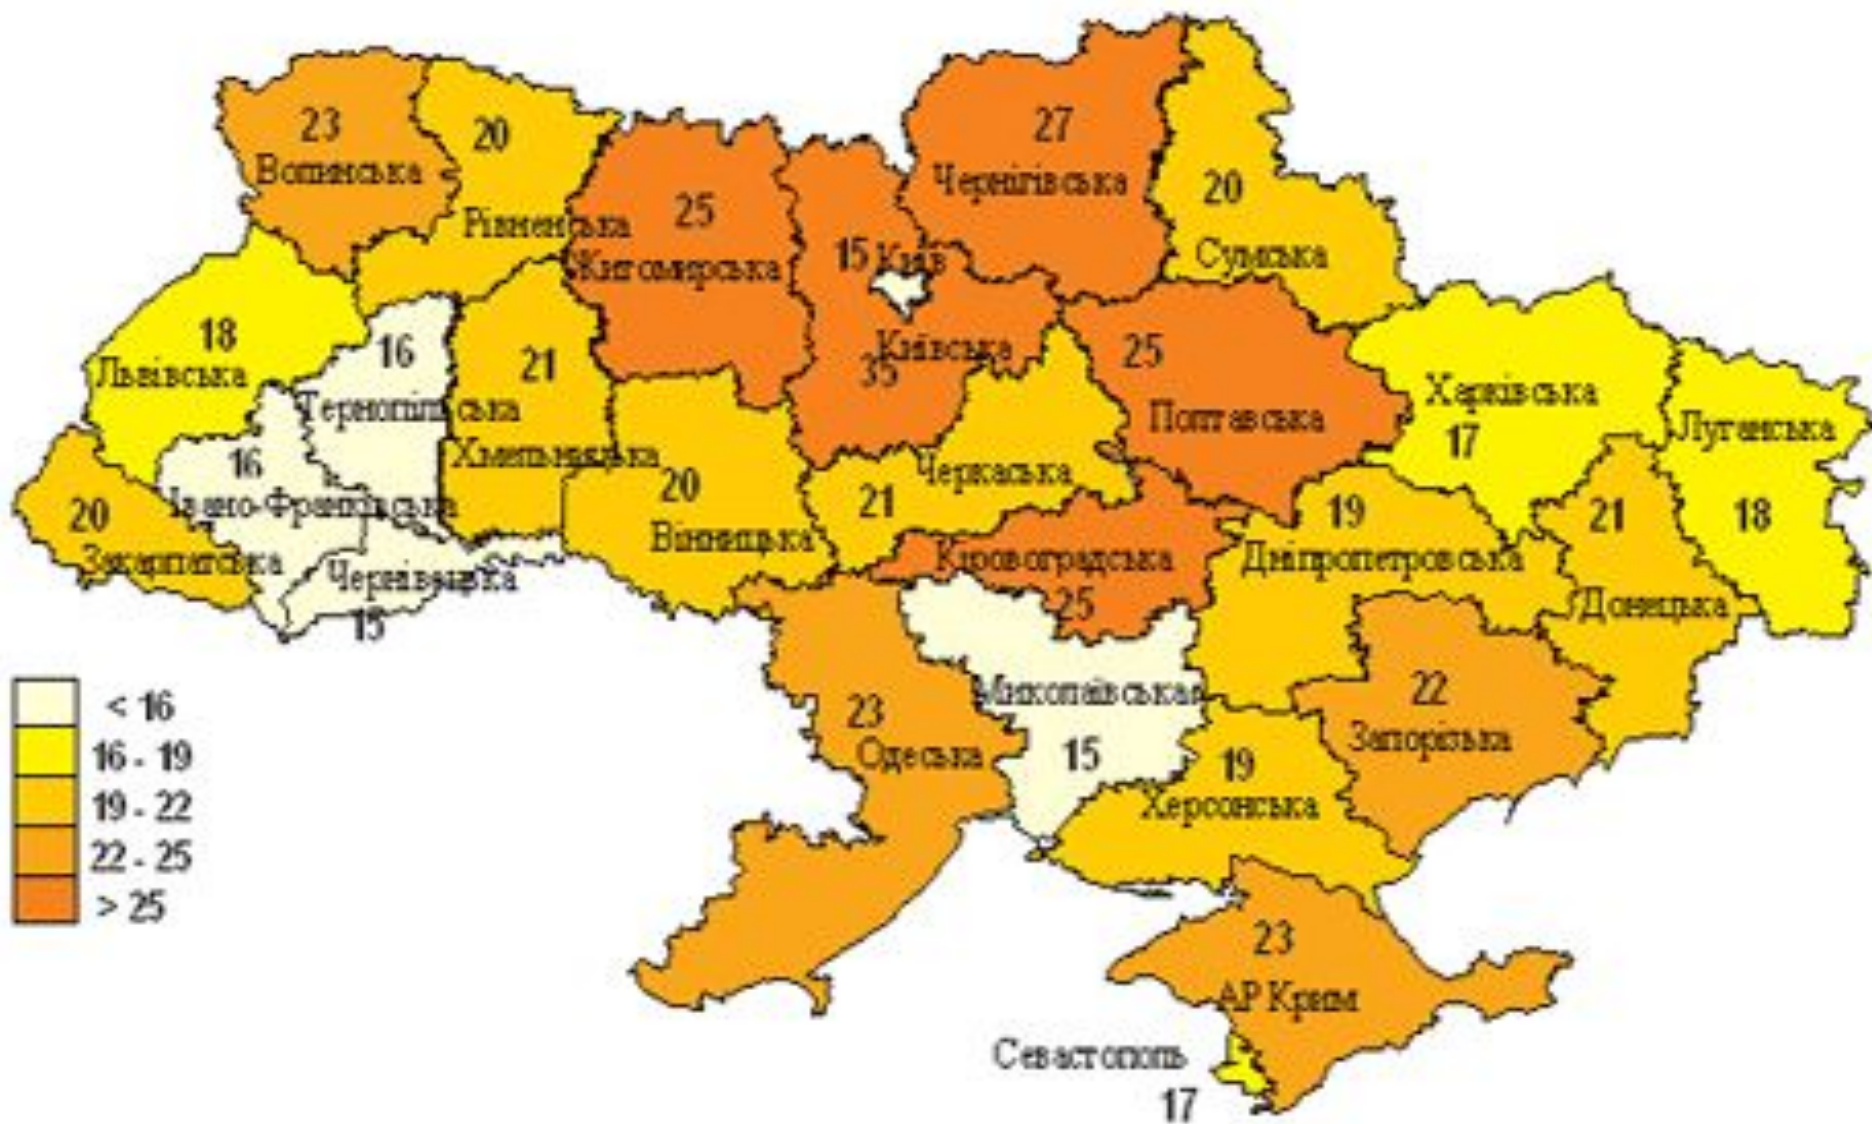 27
23
20
Волинська
Чернігівська
20
25
Рівненська
15 Київ
Сумська
Житомирська
18
16
21
Київська
25
35
Львівська
Харківська
Тернопільська
Полтавська
Луганська
17
16
Хмельницька
20
Черкаська
21
20
Івано-Франківська
19
21
18
Вінницька
Закарпатська
Кіровоградська
Дніпропетровська
Чернівецька
25
Донецька
15
Миколаївська
22
< 16
23
Запорізька
16 - 19
Одеська
15
19
19 - 22
Херсонська
22 - 25
> 25
23
АР Крим
Севастополь
17